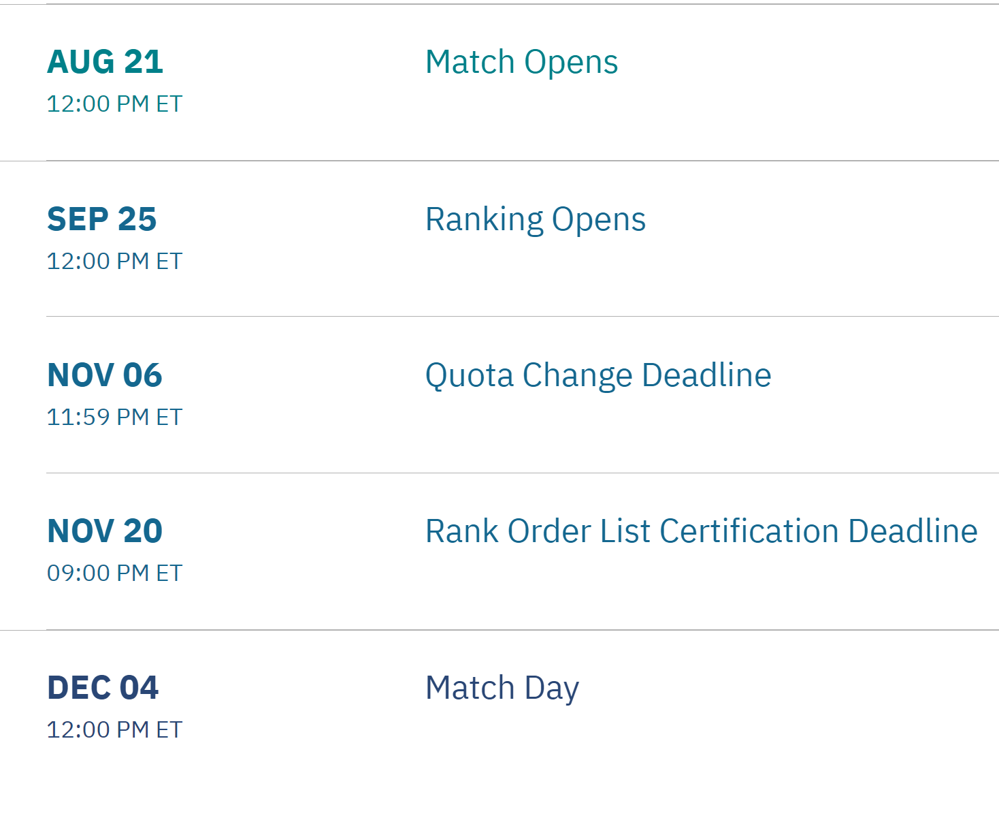 AUG 21
Match Opens
12:00 PM ET
SEP 25
Ranking Opens
12:00 PM ET
NOV 06
Quota Change Deadline
11:59 PM ET
NOV 20
Rank Order List Certification Deadline
09:00 PM ET
DEC 04
Match Day
12:00 PM ET